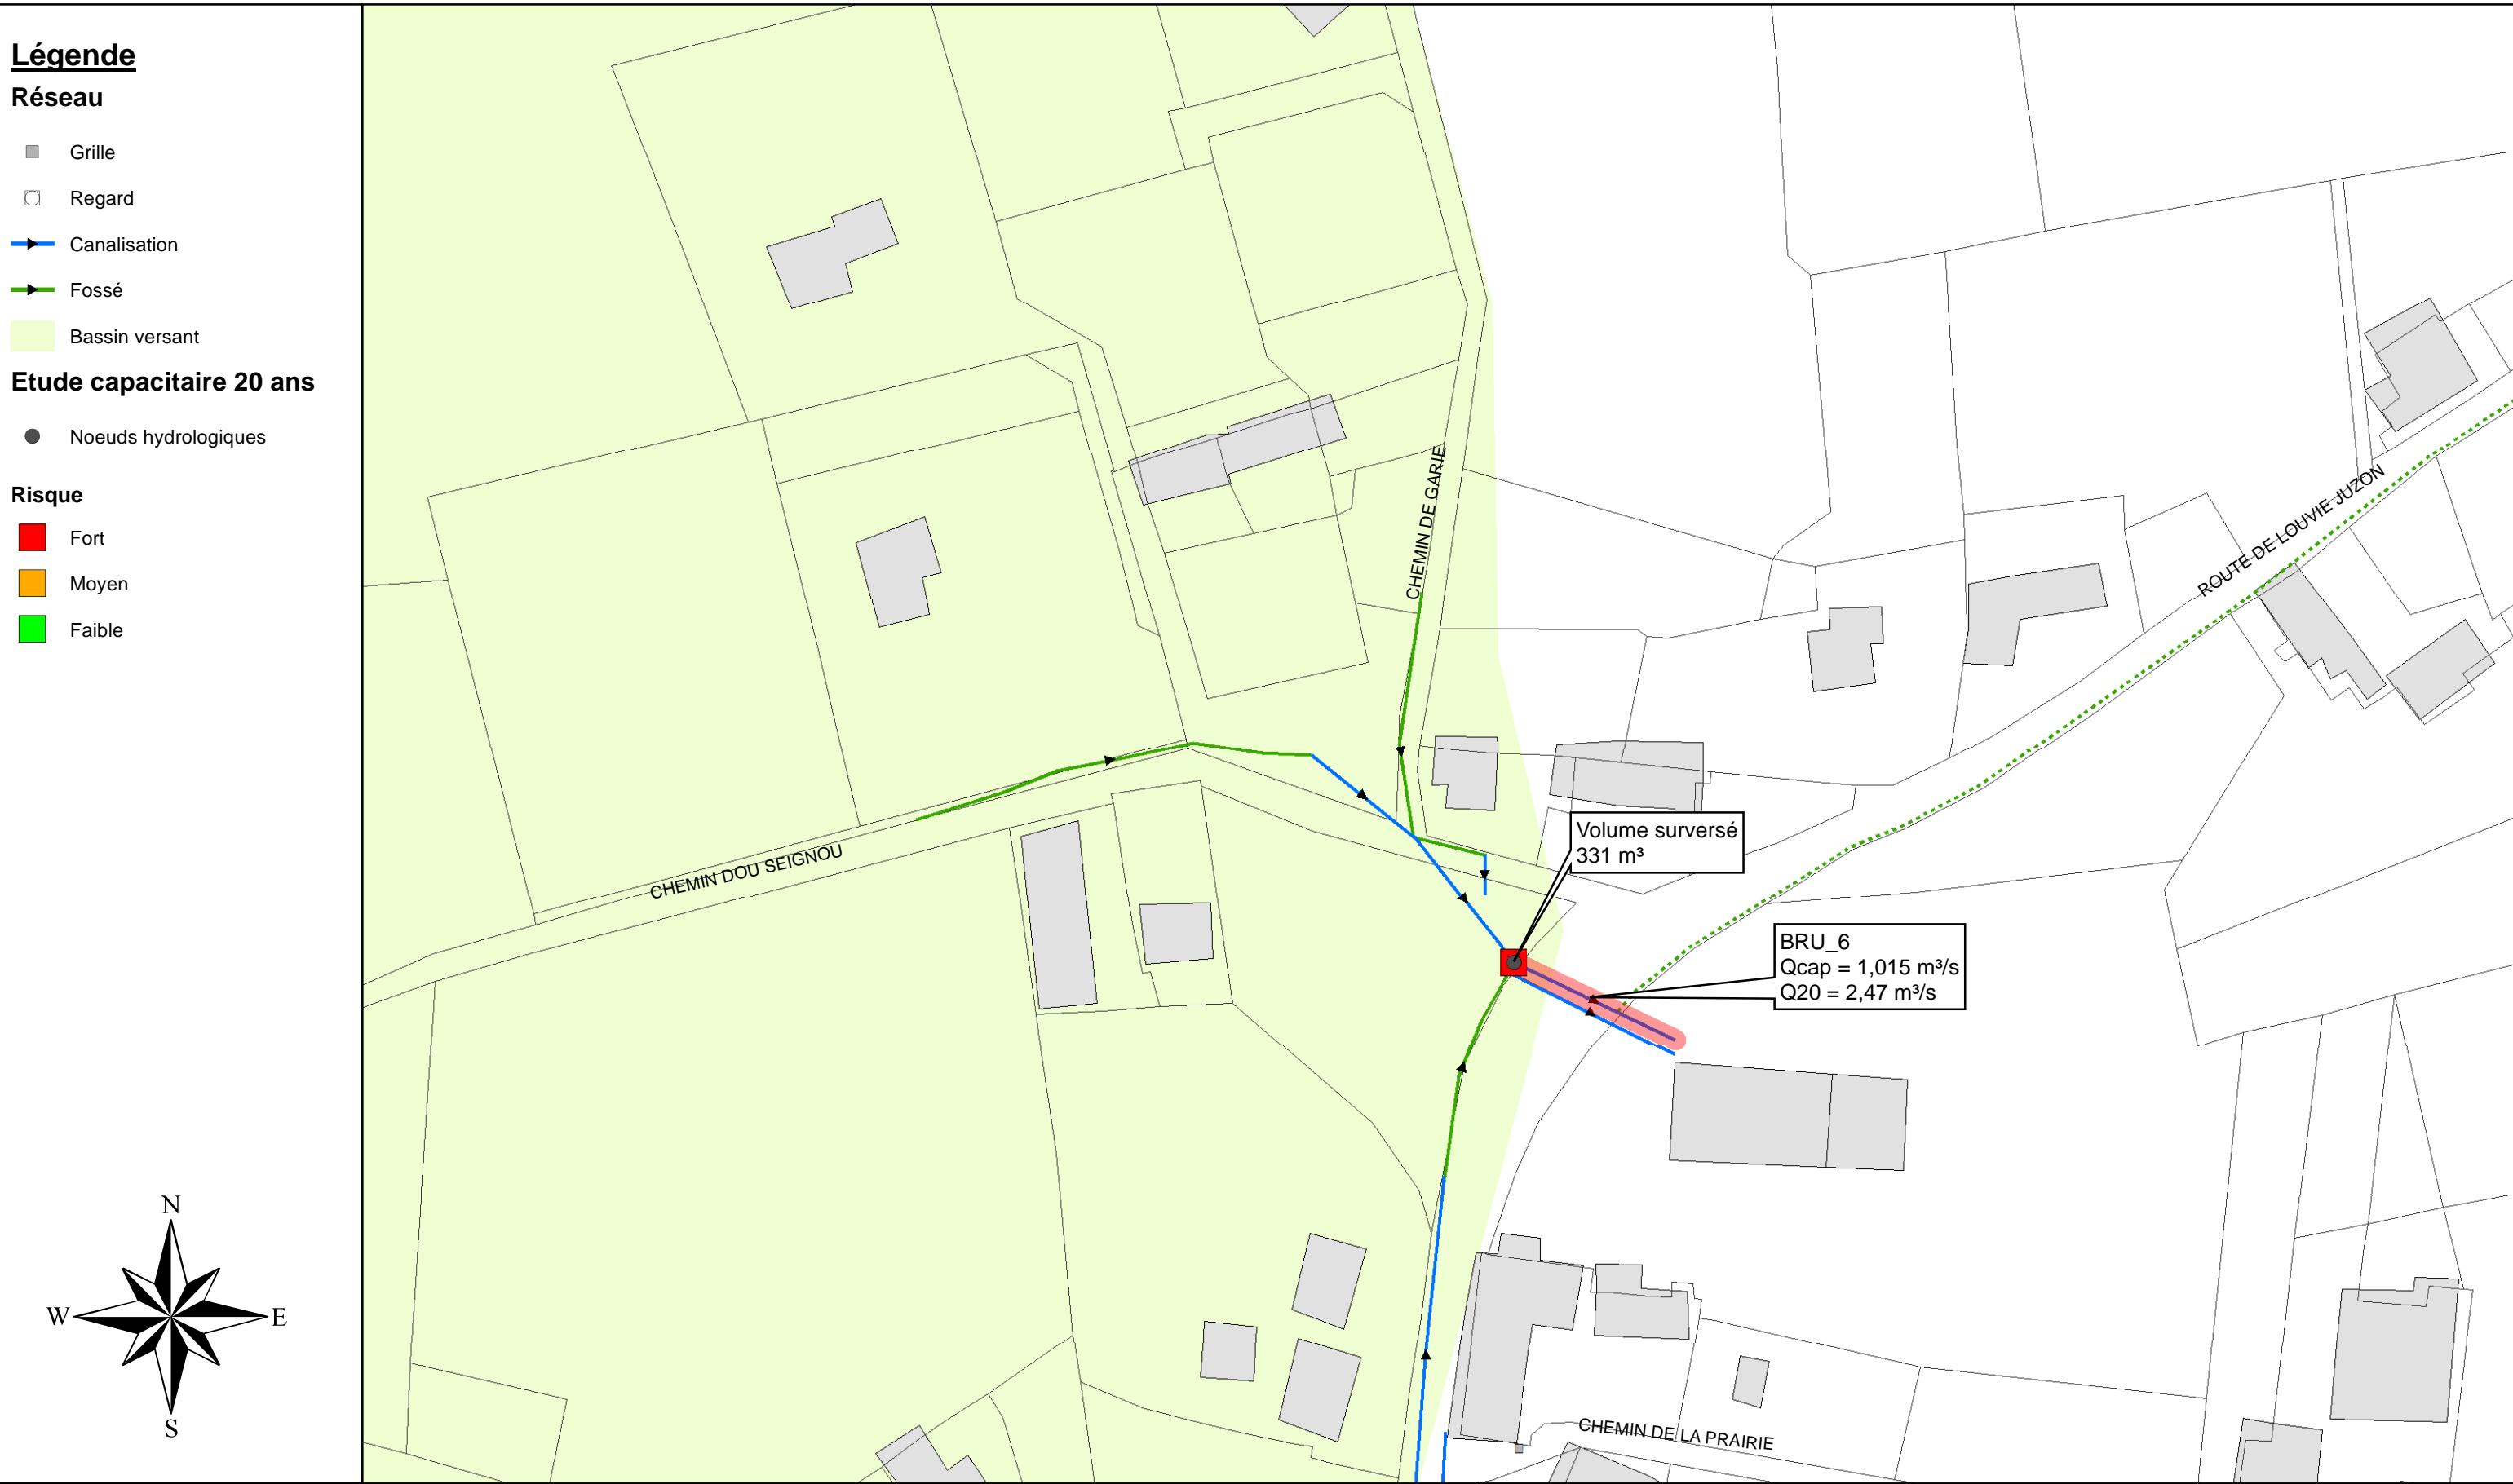 Légende
Réseau
Grille
Regard
Canalisation
Fossé
Bassin versant
Etude capacitaire 20 ans
Noeuds hydrologiques
Risque
Fort
Moyen
Faible
N
W
E
S
CHEMIN DE GARIE
ROUTE DE LOUVIE JUZON
CHEMIN DOU SEIGNOU
Volume surversé
331 m³
BRU_6
Qcap = 1,015 m³/s
Q20 = 2,47 m³/s
CHEMIN DE LA PRAIRIE